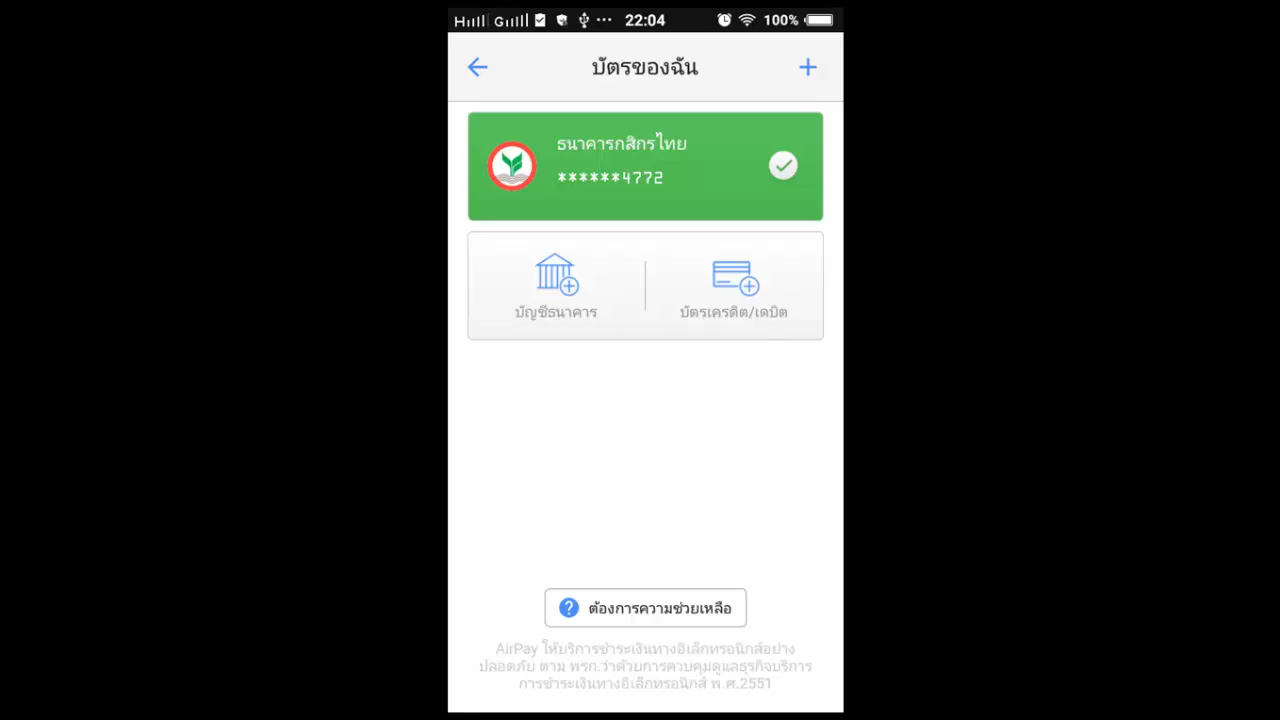 22:04
100%
บัตรของฉัน
ธนาคารกสิกรไทย
******4772
บัญชีธนาคาร
บัตรเครดิต/เดบิต
? ต้องการความช่วยเหลือ
AirPay ให้บริการชำระเงินทางอิเล็กทรอนิกส์อย่าง
ปลอดภัย ตาม พรก.ว่าด้วยการควบคุมดูแลธุรกิจบริการ
การชำระเงินทางอิเล็กทรอนิกส์ พ.ศ.2551